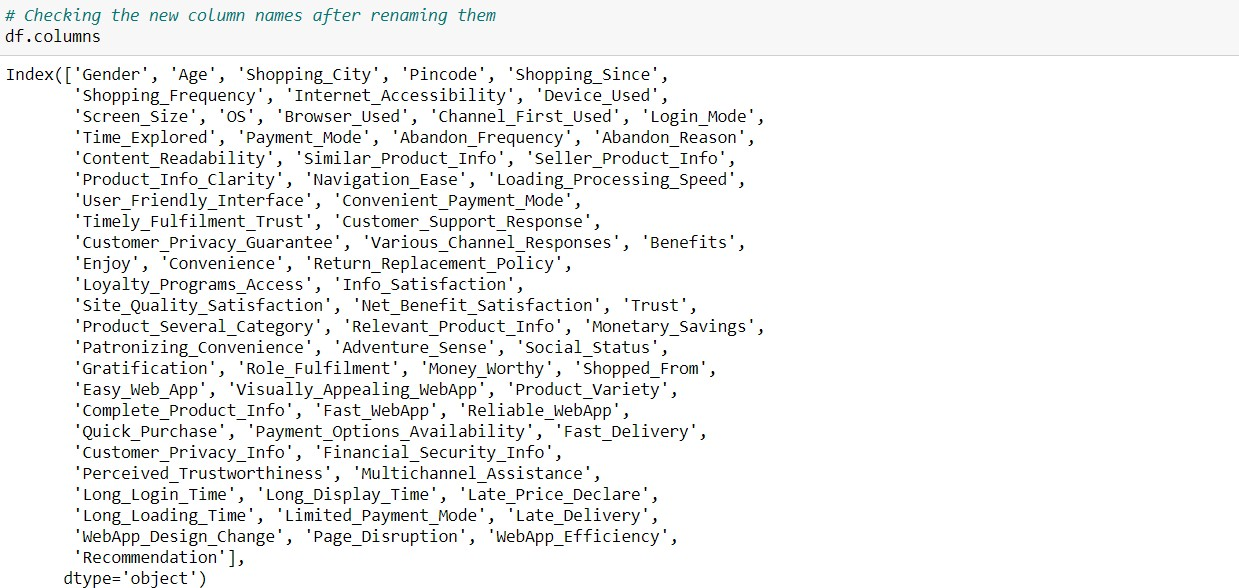 # Checking the new column names after renaming them
df.columns
Index(['Gender', 'Age', 'Shopping_City', 'Pincode', 'Shopping_Since',
'Shopping_Frequency', 'Internet_Accessibility', 'Device_Used',
'Screen_Size', 'OS', 'Browser_Used', 'Channel_First_Used', 'Login_Mode',
'Time_Explored', 'Payment_Mode', 'Abandon_Frequency', 'Abandon_Reason',
'Content_Readability', 'Similar_Product_Info', 'Seller_Product_Info',
'Product_Info_Clarity', 'Navigation_Ease', 'Loading_Processing_Speed',
'User_Friendly_Interface', 'Convenient_Payment_Mode',
'Timely_Fulfilment_Trust', 'Customer_Support_Response',
'Customer_Privacy_Guarantee', 'Various_Channel_Responses', 'Benefits',
'Enjoy', 'Convenience', 'Return_Replacement_Policy',
'Loyalty_Programs_Access', 'Info_Satisfaction',
'Site_Quality_Satisfaction', 'Net_Benefit_Satisfaction', 'Trust',
'Product_Several_Category', 'Relevant_Product_Info', 'Monetary_Savings',
'Patronizing_Convenience', 'Adventure_Sense', 'Social_Status',
'Gratification', 'Role_Fulfilment', 'Money_Worthy', 'Shopped_From',
'Easy_Web_App', 'Visually_Appealing_WebApp', 'Product_Variety',
'Complete_Product_Info', 'Fast_WebApp', 'Reliable_WebApp',
'Quick_Purchase', 'Payment_Options_Availability', 'Fast_Delivery',
'Customer_Privacy_Info', 'Financial_Security_Info',
'Perceived_Trustworthiness', 'Multichannel_Assistance',
'Long_Login_Time', 'Long_Display_Time', 'Late_Price_Declare',
'Long_Loading_Time', 'Limited_Payment_Mode', 'Late_Delivery',
'WebApp_Design_Change', 'Page_Disruption', 'WebApp_Efficiency',
'Recommendation'],
dtype='object')